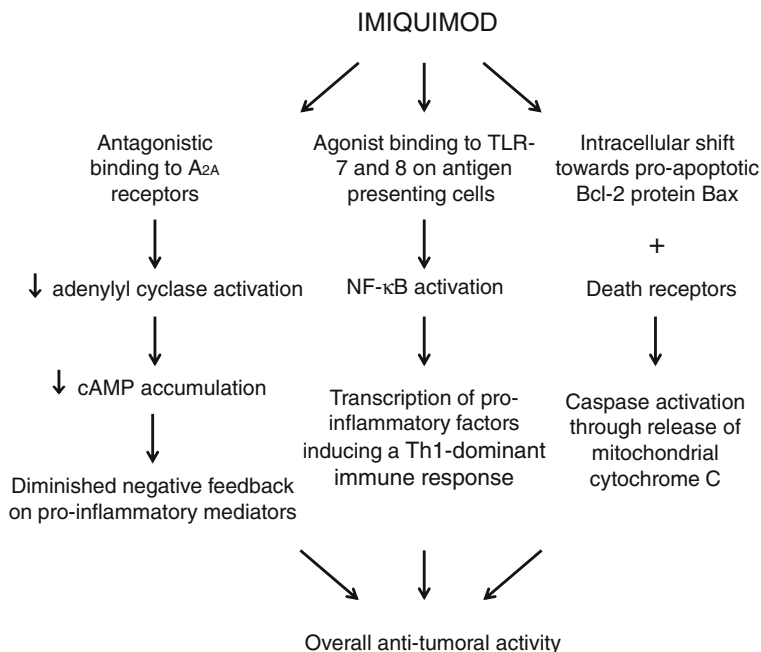 IMIQUIMOD
Antagonistic
binding to A2A
receptors
↓ adenylyl cyclase activation
↓ cAMP accumulation
Diminished negative feedback
on pro-inflammatory mediators
Agonist binding to TLR-
7 and 8 on antigen
presenting cells
NF-κB activation
Transcription of pro-
inflammatory factors
inducing a Th1-dominant
immune response
Intracellular shift
towards pro-apoptotic
Bcl-2 protein Bax
+
Death receptors
Caspase activation
through release of
mitochondrial
cytochrome C
Overall anti-tumoral activity